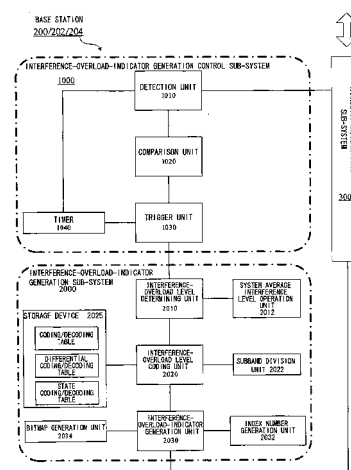 BASE STATION
200/202/204
INTERFERENCE-OVERLOAD-INDICATOR GENERATION CONTROL SUB-SYSTEM
1000
DETECTION UNIT
1010
COMPARISON UNIT
1020
TIMER
1040
TRIGGER UNIT
1030
SUB-SYSTEM
300
INTERFERENCE-OVERLOAD-INDICATOR
GENERATION SUB-SYSTEM
2000
INTERFERENCE-
OVERLOAD LEVEL
DETERMINING UNIT
2010
SYSTEM AVERAGE
INTERFERENCE
LEVEL OPERATION UNIT
2012
STORAGE DEVICE 2025
CODING/DECODING
TABLE
DIFFERENTIAL
CODING/DECODING
TABLE
STATE
CODING/DECODING
TABLE
INTERFERENCE-
OVERLOAD LEVEL
CODING UNIT
2020
SUBBAND DIVISION
UNIT 2022
BITMAP GENERATION UNIT
2034
INTERFERENCE-
OVERLOAD-INDICATOR
GENERATION UNIT
2030
INDEX NUMBER
GENERATION UNIT
2032